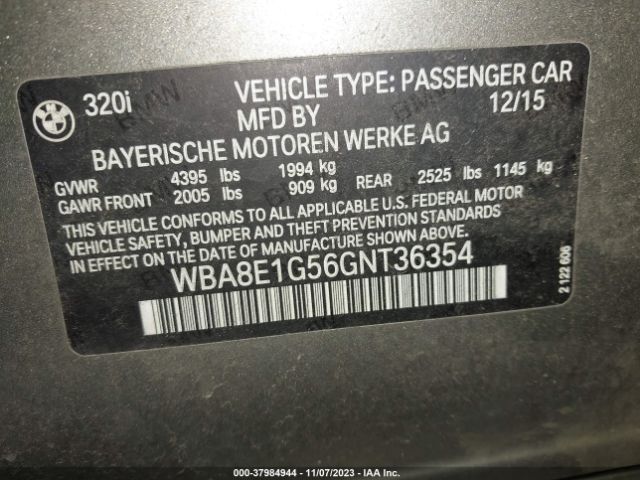 BMW
320i
VEHICLE TYPE: PASSENGER CAR
MFD BY 12/15
BAYERISCHE MOTOREN WERKE AG
GVWR 4395 lbs 1994 kg
GAWR FRONT 2005 lbs 909 kg REAR 2525 lbs 1145 kg
THIS VEHICLE CONFORMS TO ALL APPLICABLE U.S. FEDERAL MOTOR
VEHICLE SAFETY, BUMPER AND THEFT PREVENTION STANDARDS
IN EFFECT ON THE DATE OF MANUFACTURE SHOWN ABOVE.
WBA8E1G56GNT36354
2 122 606
000-37984944 - 11/07/2023 - IAA Inc.